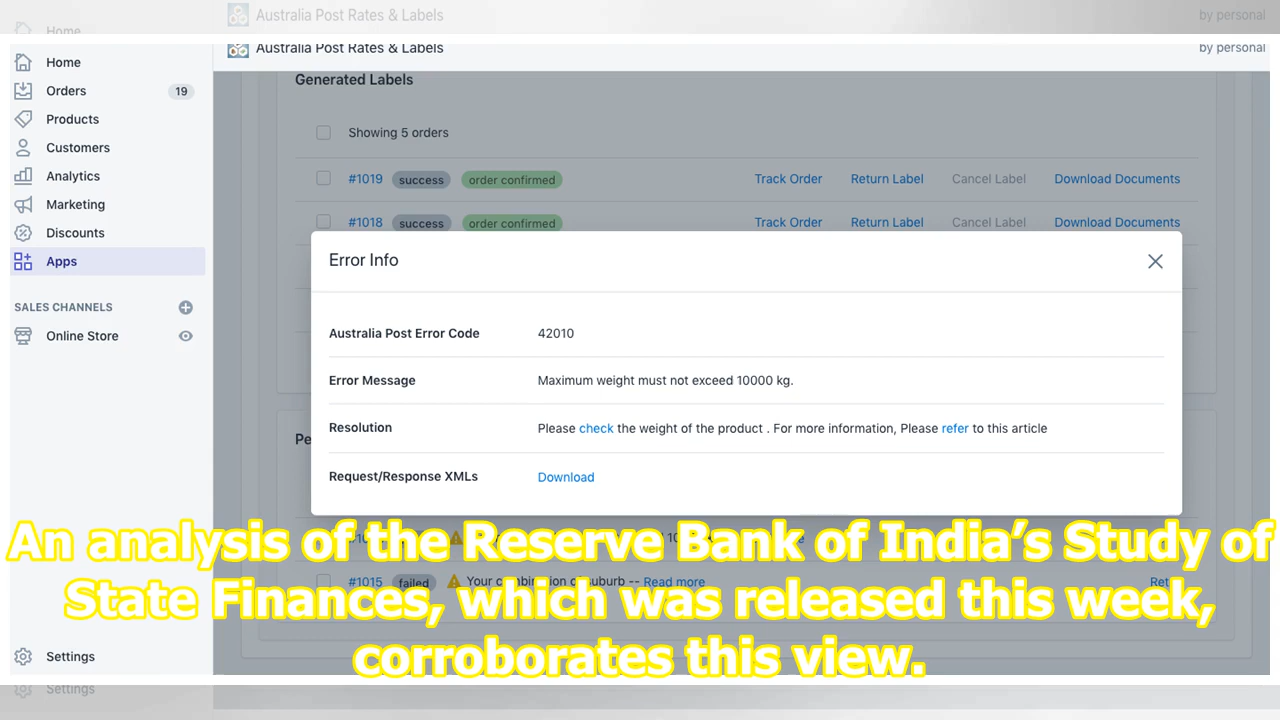 Home
Australia Post Rates & Labels
by personal
Home
Australia Post Rates & Labels
by personal
Orders
19
Products
Customers
Analytics
Marketing
Discounts
Apps
SALES CHANNELS
Online Store
Settings
Settings
Generated Labels
Showing 5 orders
#1019 success order confirmed Track Order Return Label Cancel Label Download Documents
#1018 success order confirmed Track Order Return Label Cancel Label Download Documents
Error Info
Australia Post Error Code 42010
Error Message Maximum weight must not exceed 10000 kg.
Resolution Please check the weight of the product . For more information, Please refer to this article
Request/Response XMLs Download
Pe
#1015 failed Your combination of suburb -- Read more Ret
An analysis of the Reserve Bank of India’s Study of
State Finances, which was released this week,
corroborates this view.